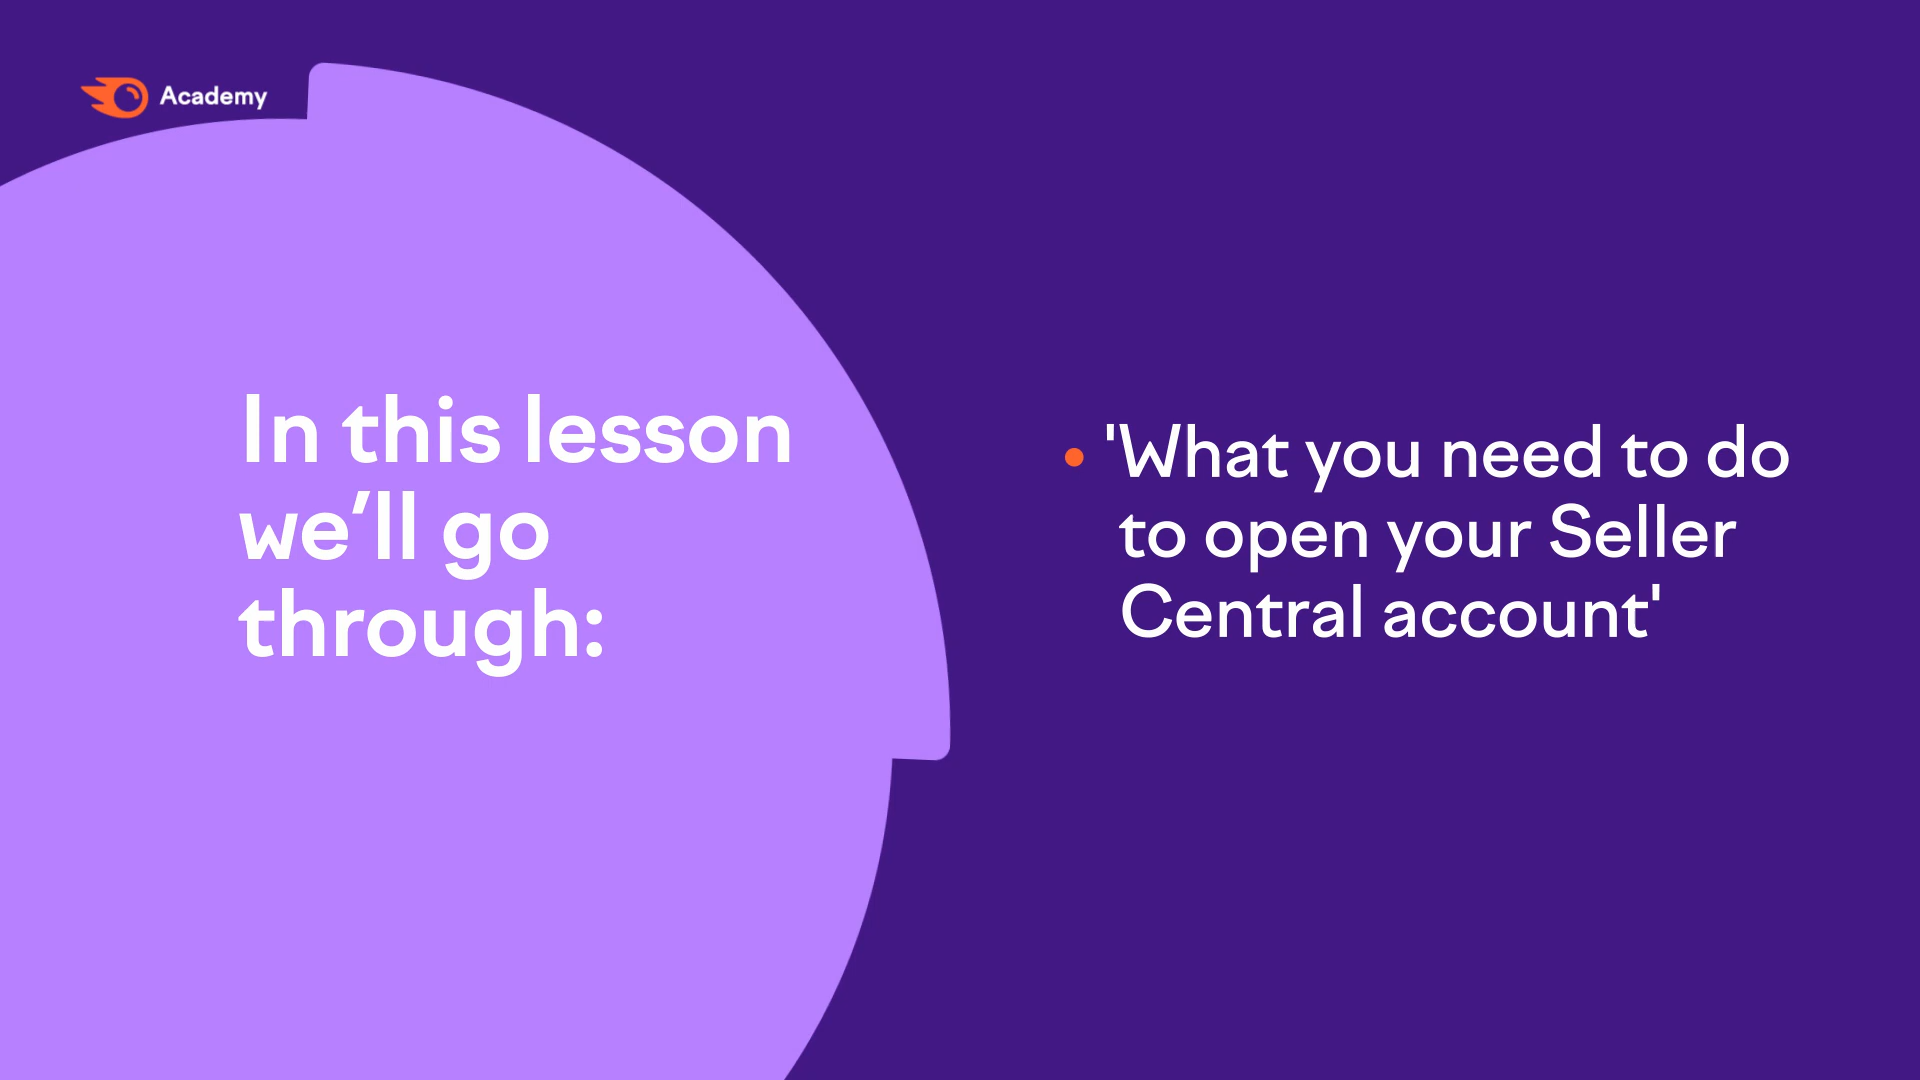 Academy
In this lesson
we’ll go
through:
'What you need to do
to open your Seller
Central account'